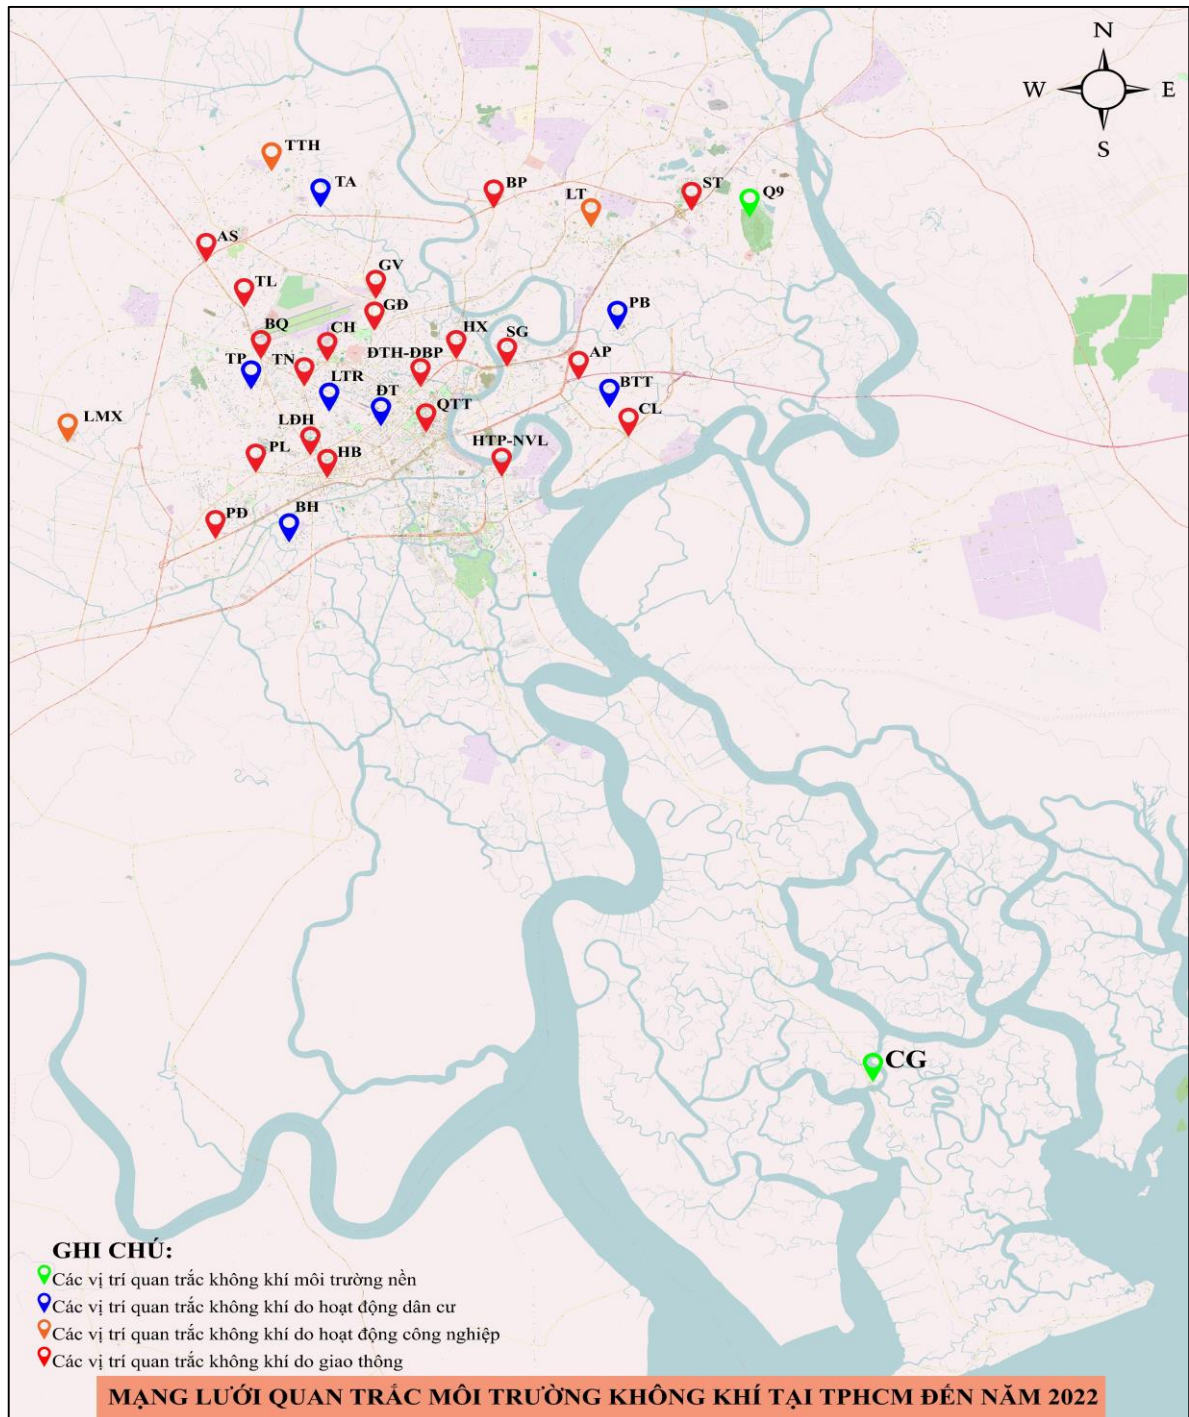 N
W
E
S
TTH
TA
BP
LT
ST
Q9
AS
TL
GV
GĐ
PB
BQ
CH
HX
SG
TP
TN
ĐTH-ĐBP
AP
LTR
ĐT
BTT
QTT
CL
LMX
LĐH
PL
HB
HTP-NVL
PĐ
BH
CG
GHI CHÚ:
Các vị trí quan trắc không khí môi trường nền
Các vị trí quan trắc không khí do hoạt động dân cư
Các vị trí quan trắc không khí do hoạt động công nghiệp
Các vị trí quan trắc không khí do giao thông
MẠNG LƯỚI QUAN TRẮC MÔI TRƯỜNG KHÔNG KHÍ TẠI TPHCM ĐẾN NĂM 2022